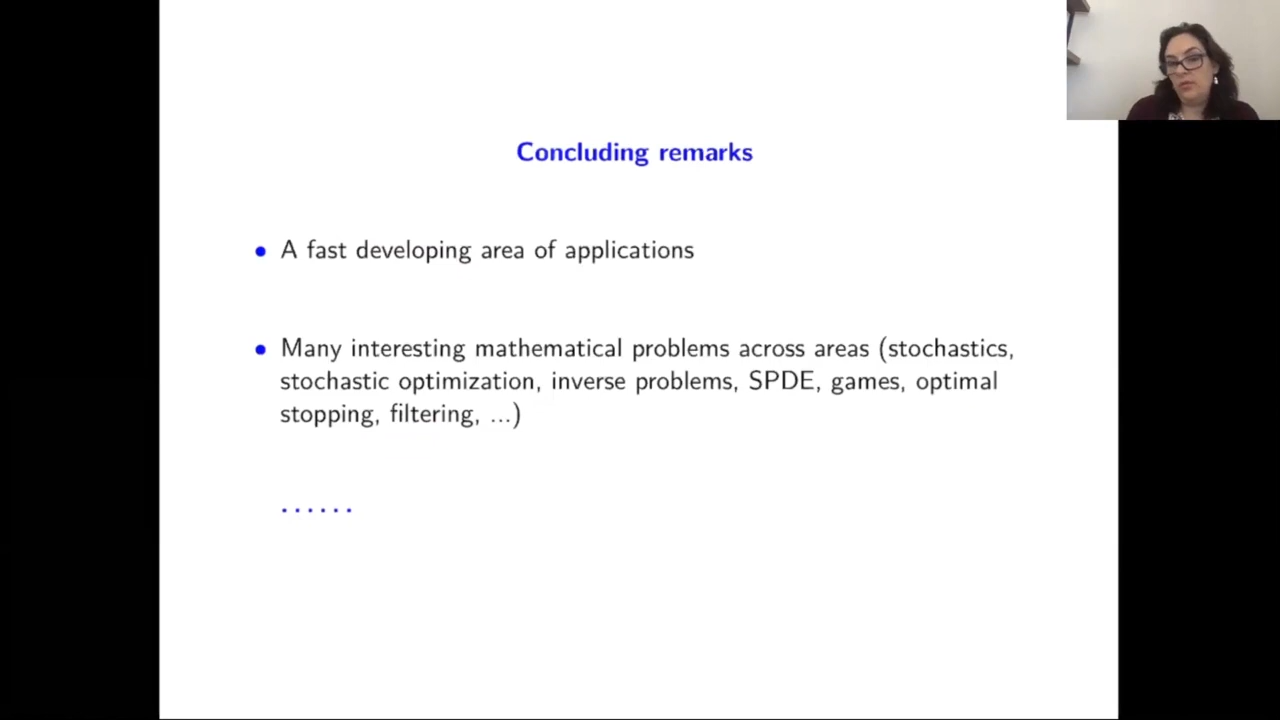 Concluding remarks
• A fast developing area of applications
• Many interesting mathematical problems across areas (stochastics,
stochastic optimization, inverse problems, SPDE, games, optimal
stopping, filtering, ...)
......